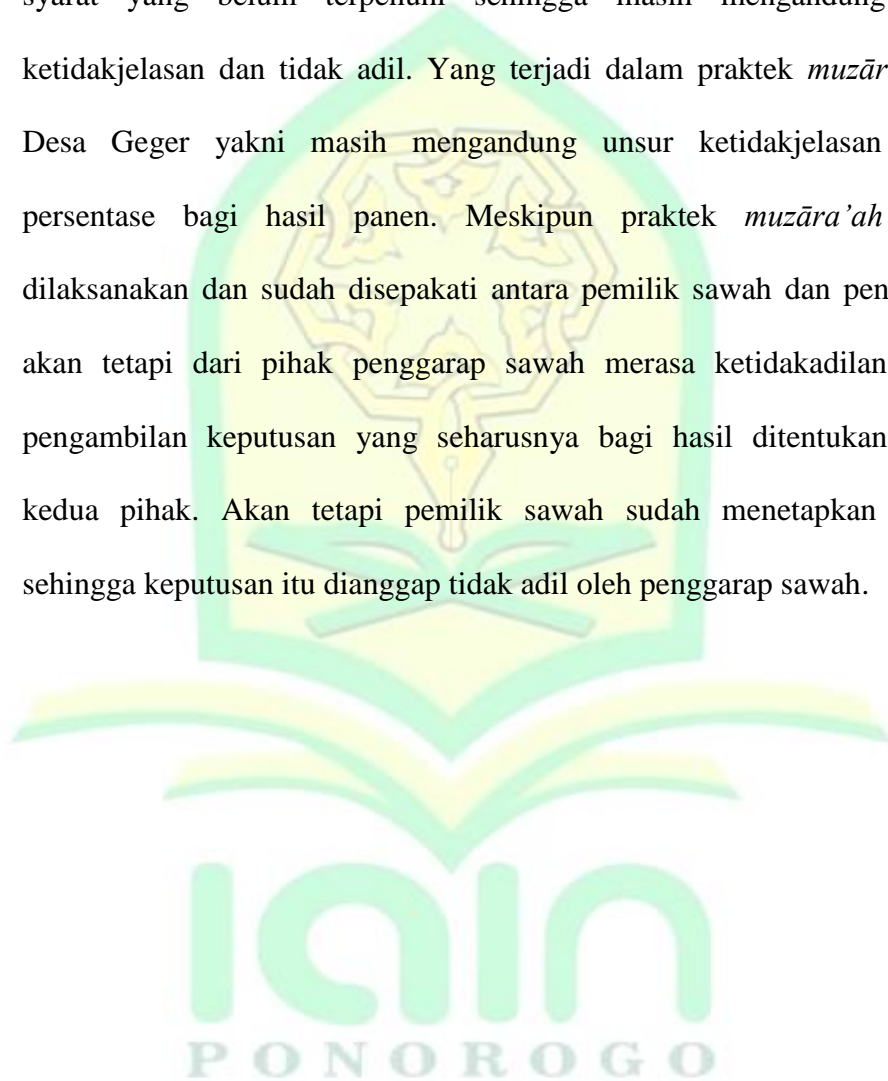 syarat yang belum terpenuhi sehingga masih mengandung
ketidakjelasan dan tidak adil. Yang terjadi dalam praktek muzār
Desa Geger yakni masih mengandung unsur ketidakjelasan
persentase bagi hasil panen. Meskipun praktek muzāra’ah
dilaksanakan dan sudah disepakati antara pemilik sawah dan pen
akan tetapi dari pihak penggarap sawah merasa ketidakadilan
pengambilan keputusan yang seharusnya bagi hasil ditentukan
kedua pihak. Akan tetapi pemilik sawah sudah menetapkan
sehingga keputusan itu dianggap tidak adil oleh penggarap sawah.
iain
PONOROGO